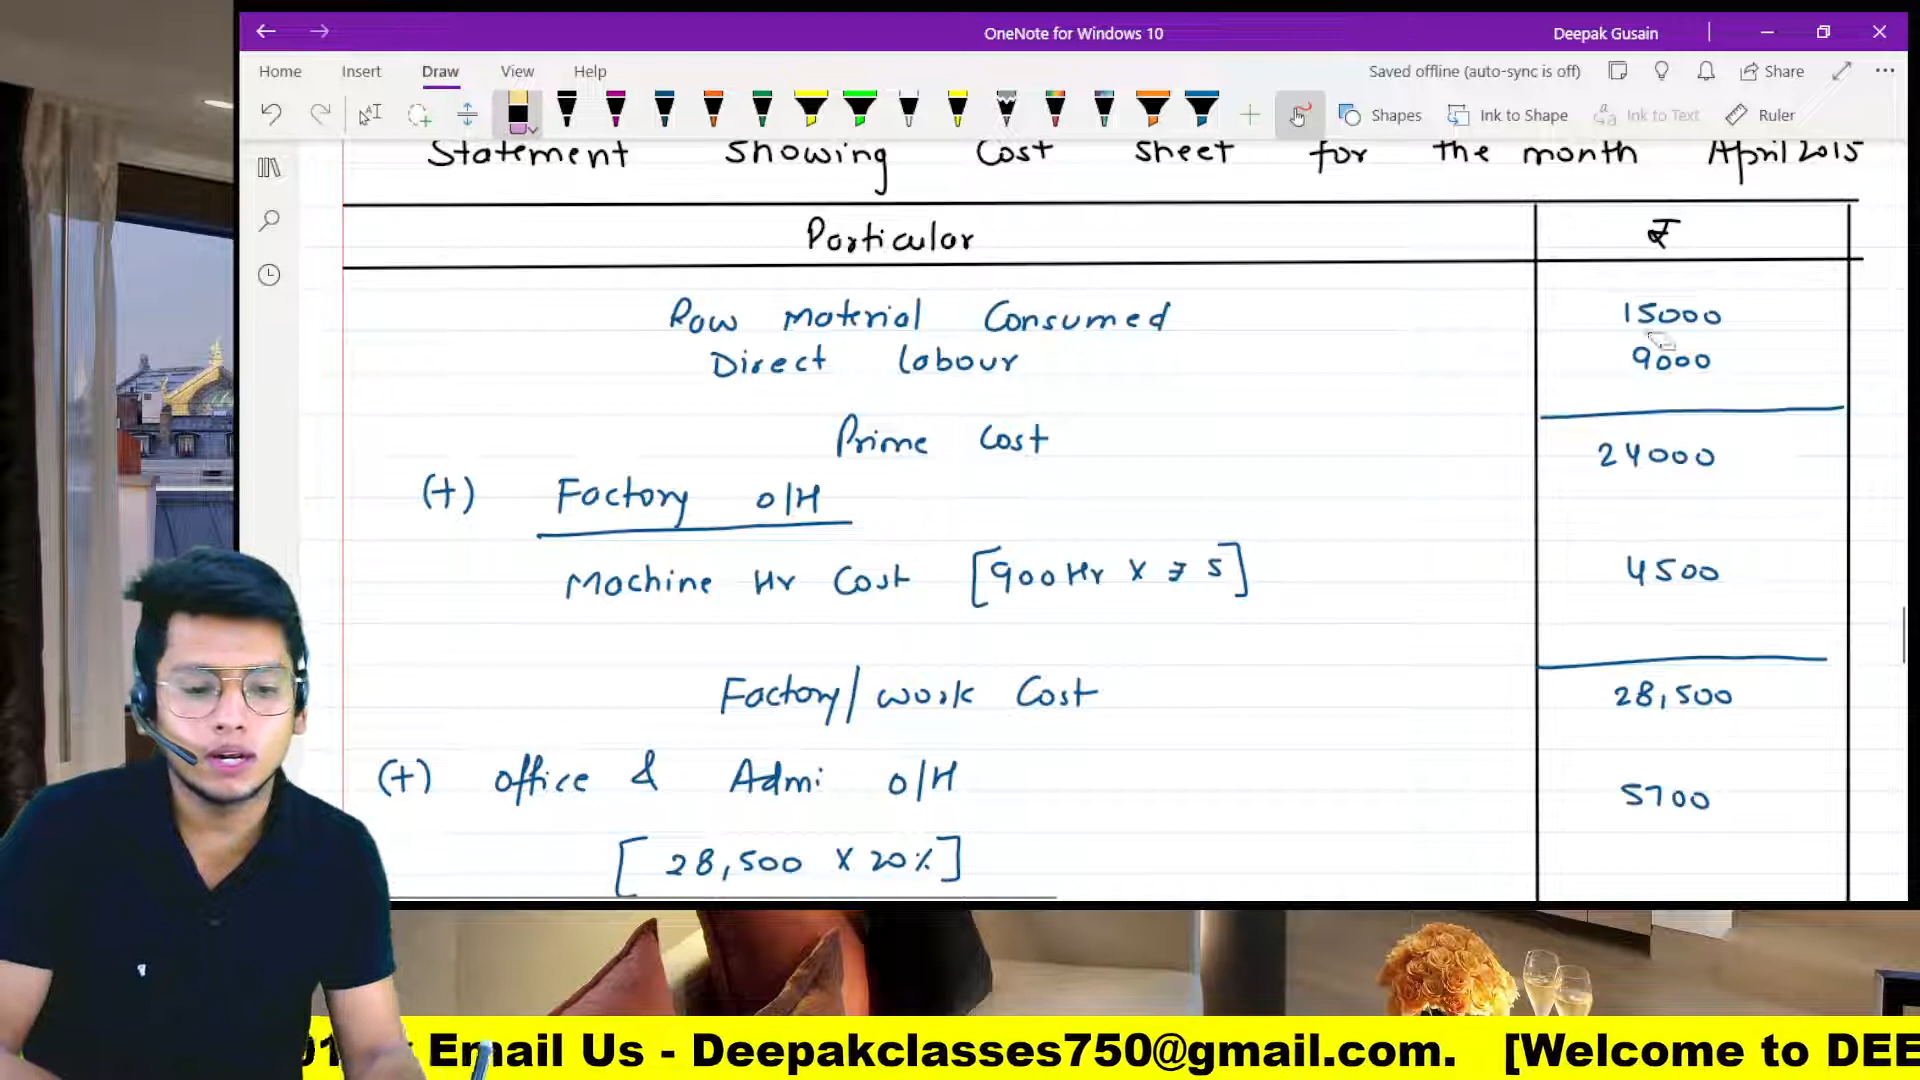 OneNote for Windows 10
Deepak Gusain
Home Insert Draw View Help
Saved offline (auto-sync is off) Share
Shapes Ink to Shape Ink to Text Ruler
Statement Showing Cost Sheet for the month April 2015
Particular ₹
Raw Material Consumed 15000
Direct labour 9000
Prime Cost 24000
(+) Factory O/H
Machine Hr Cost [900 Hr X ₹ 5] 4500
Factory/work Cost 28,500
(+) office & Admi O/H 5700
[28,500 X 20%]
Email Us - Deepakclasses750@gmail.com. [Welcome to DEE